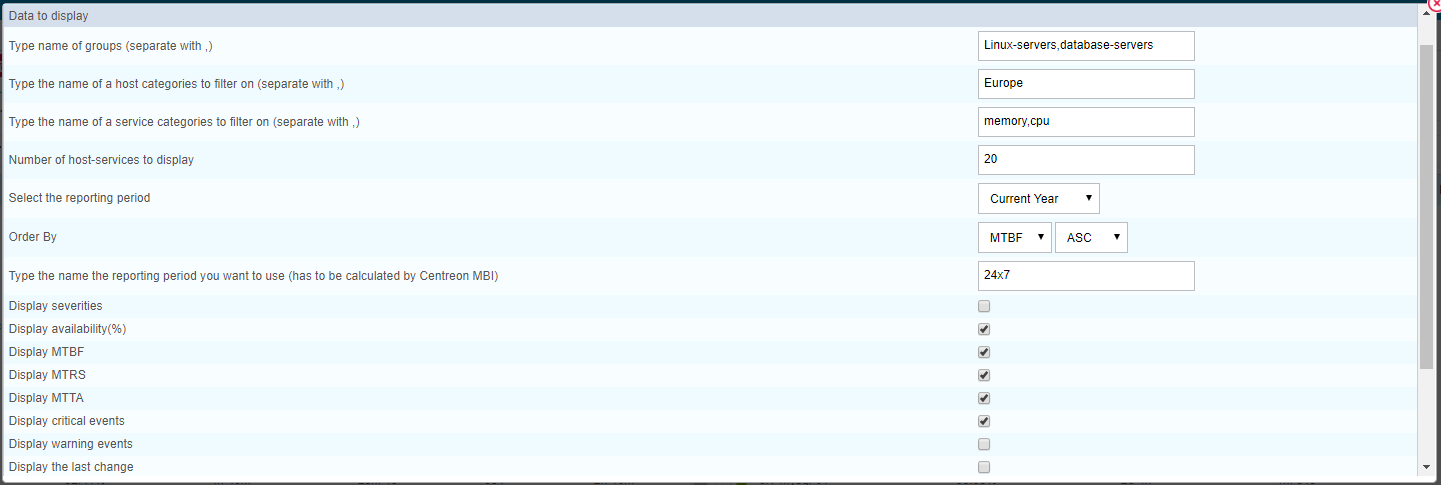 Data to display
Type name of groups (separate with ,) Linux-servers,database-servers
Type the name of a host categories to filter on (separate with ,) Europe
Type the name of a service categories to filter on (separate with ,) memory,cpu
Number of host-services to display 20
Select the reporting period Current Year
Order By MTBF ASC
Type the name the reporting period you want to use (has to be calculated by Centreon MBI) 24x7
Display severities
Display availability(%)
Display MTBF
Display MTRS
Display MTTA
Display critical events
Display warning events
Display the last change